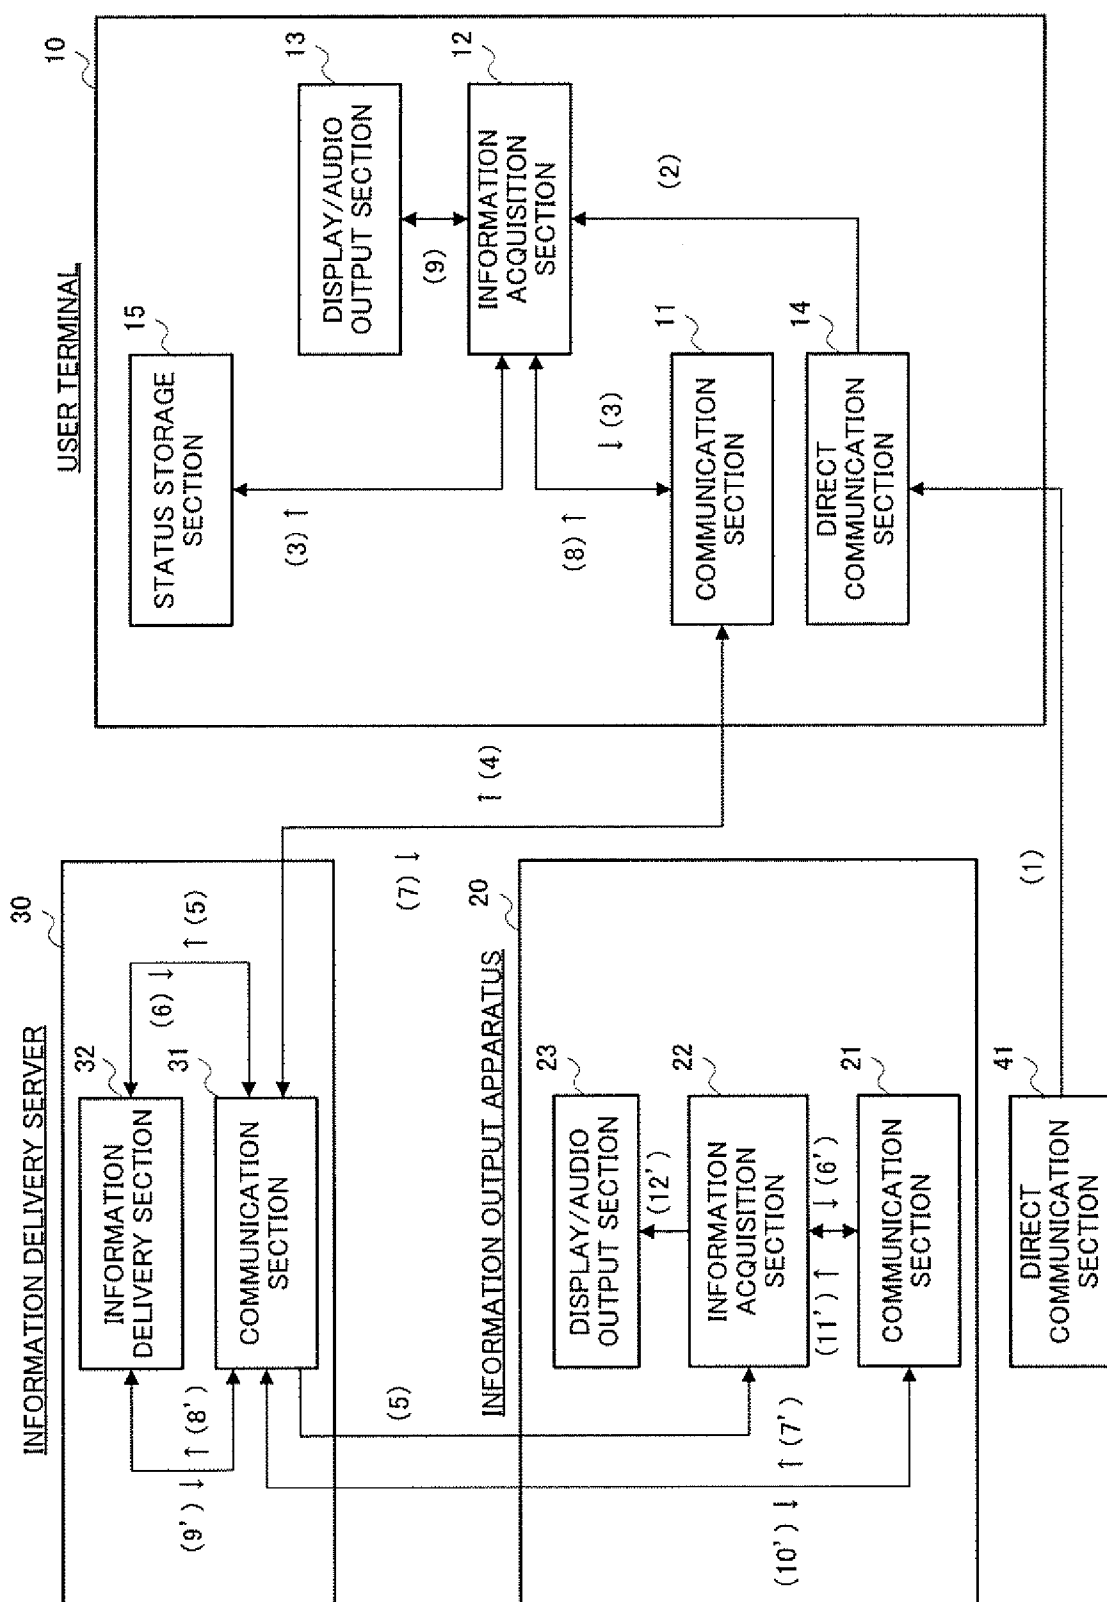 INFORMATION DELIVERY SERVER
30
INFORMATION
DELIVERY SECTION
32
COMMUNICATION
SECTION
31
(6) ↓
↑ (5)
(9') ↓
↑ (8')
(5)
(7) ↓
↑ (4)
(10') ↓
↑ (7')
INFORMATION OUTPUT APPARATUS
20
DISPLAY/AUDIO
OUTPUT SECTION
23
(12')
INFORMATION
ACQUISITION
SECTION
22
(11') ↑
↓ (6')
COMMUNICATION
SECTION
21
DIRECT
COMMUNICATION
SECTION
41
(1)
USER TERMINAL
10
STATUS STORAGE
SECTION
15
(3) ↑
DISPLAY/AUDIO
OUTPUT SECTION
13
(9)
INFORMATION
ACQUISITION
SECTION
12
(8) ↑
↓ (3)
(2)
COMMUNICATION
SECTION
11
DIRECT
COMMUNICATION
SECTION
14